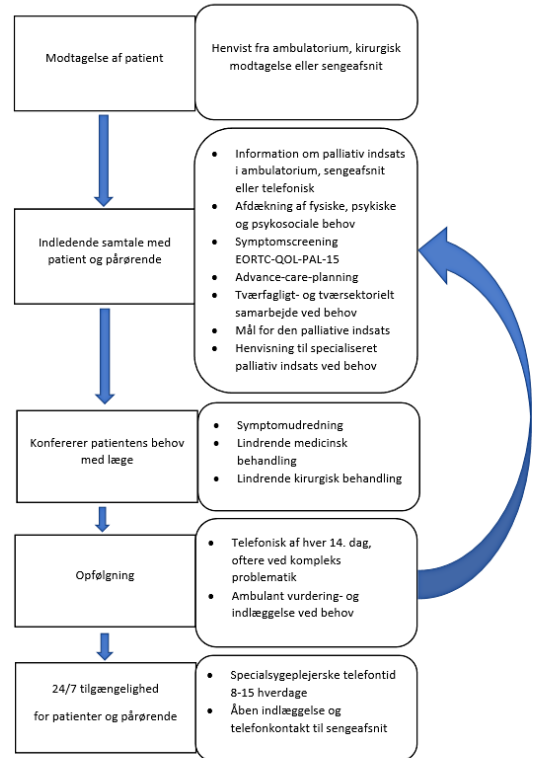 Modtagelse af patient
Henvist fra ambulatorium, kirurgisk
modtagelse eller sengeafsnit
Indledende samtale med
patient og pårørende
• Information om palliativ indsats
i ambulatorium, sengeafsnit
eller telefonisk
• Afdækning af fysiske, psykiske
og psykosociale behov
• Symptomscreening
EORTC-QOL-PAL-15
• Advance-care-planning
• Tværfagligt- og tværsektorielt
samarbejde ved behov
• Mål for den palliative indsats
• Henvisning til specialiseret
palliativ indsats ved behov
Konfererer patientens behov
med læge
• Symptomudredning
• Lindrende medicinsk
behandling
• Lindrende kirurgisk behandling
Opfølgning
• Telefonisk af hver 14. dag,
oftere ved kompleks
problematik
• Ambulant vurdering- og
indlæggelse ved behov
24/7 tilgængelighed
for patienter og pårørende
• Specialsygeplejerske telefontid
8-15 hverdage
• Åben indlæggelse og
telefonkontakt til sengeafsnit